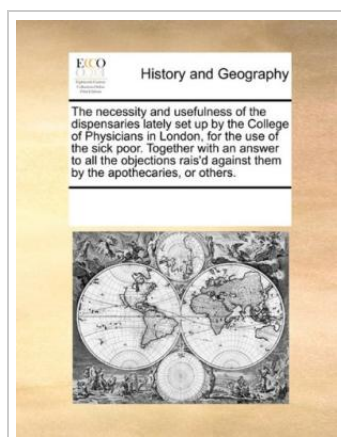 ECCO
History and Geography
The necessity and usefulness of the
dispensaries lately set up by the College
of Physicians in London, for the use of
the sick poor. Together with an answer
to all the objections rais'd against them
by the apothecaries, or others.